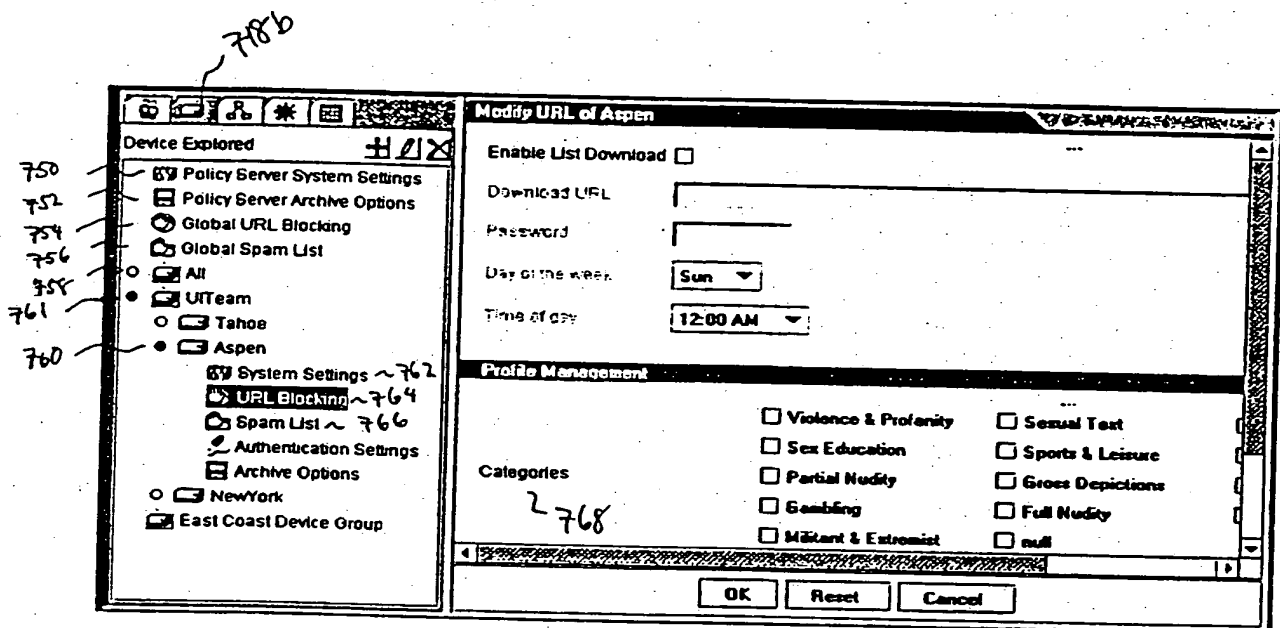 718b
Device Explored
750 Policy Server System Settings
752 Policy Server Archive Options
754 Global URL Blocking
756 Global Spam List
758 All
761 UITeam
Tahoe
760 Aspen
System Settings ~ 762
URL Blocking ~ 764
Spam List ~ 766
Authentication Settings
Archive Options
NewYork
East Coast Device Group
Modify URL of Aspen
...
Enable List Download
Download URL
Password
Day of the week
Sun
Time of day
12:00 AM
Profile Management
...
Categories
768
Violence & Profanity
Sexual Text
Sex Education
Sports & Leisure
Partial Nudity
Gross Depictions
Gambling
Full Nudity
Militant & Extremist
null
OK Reset Cancel